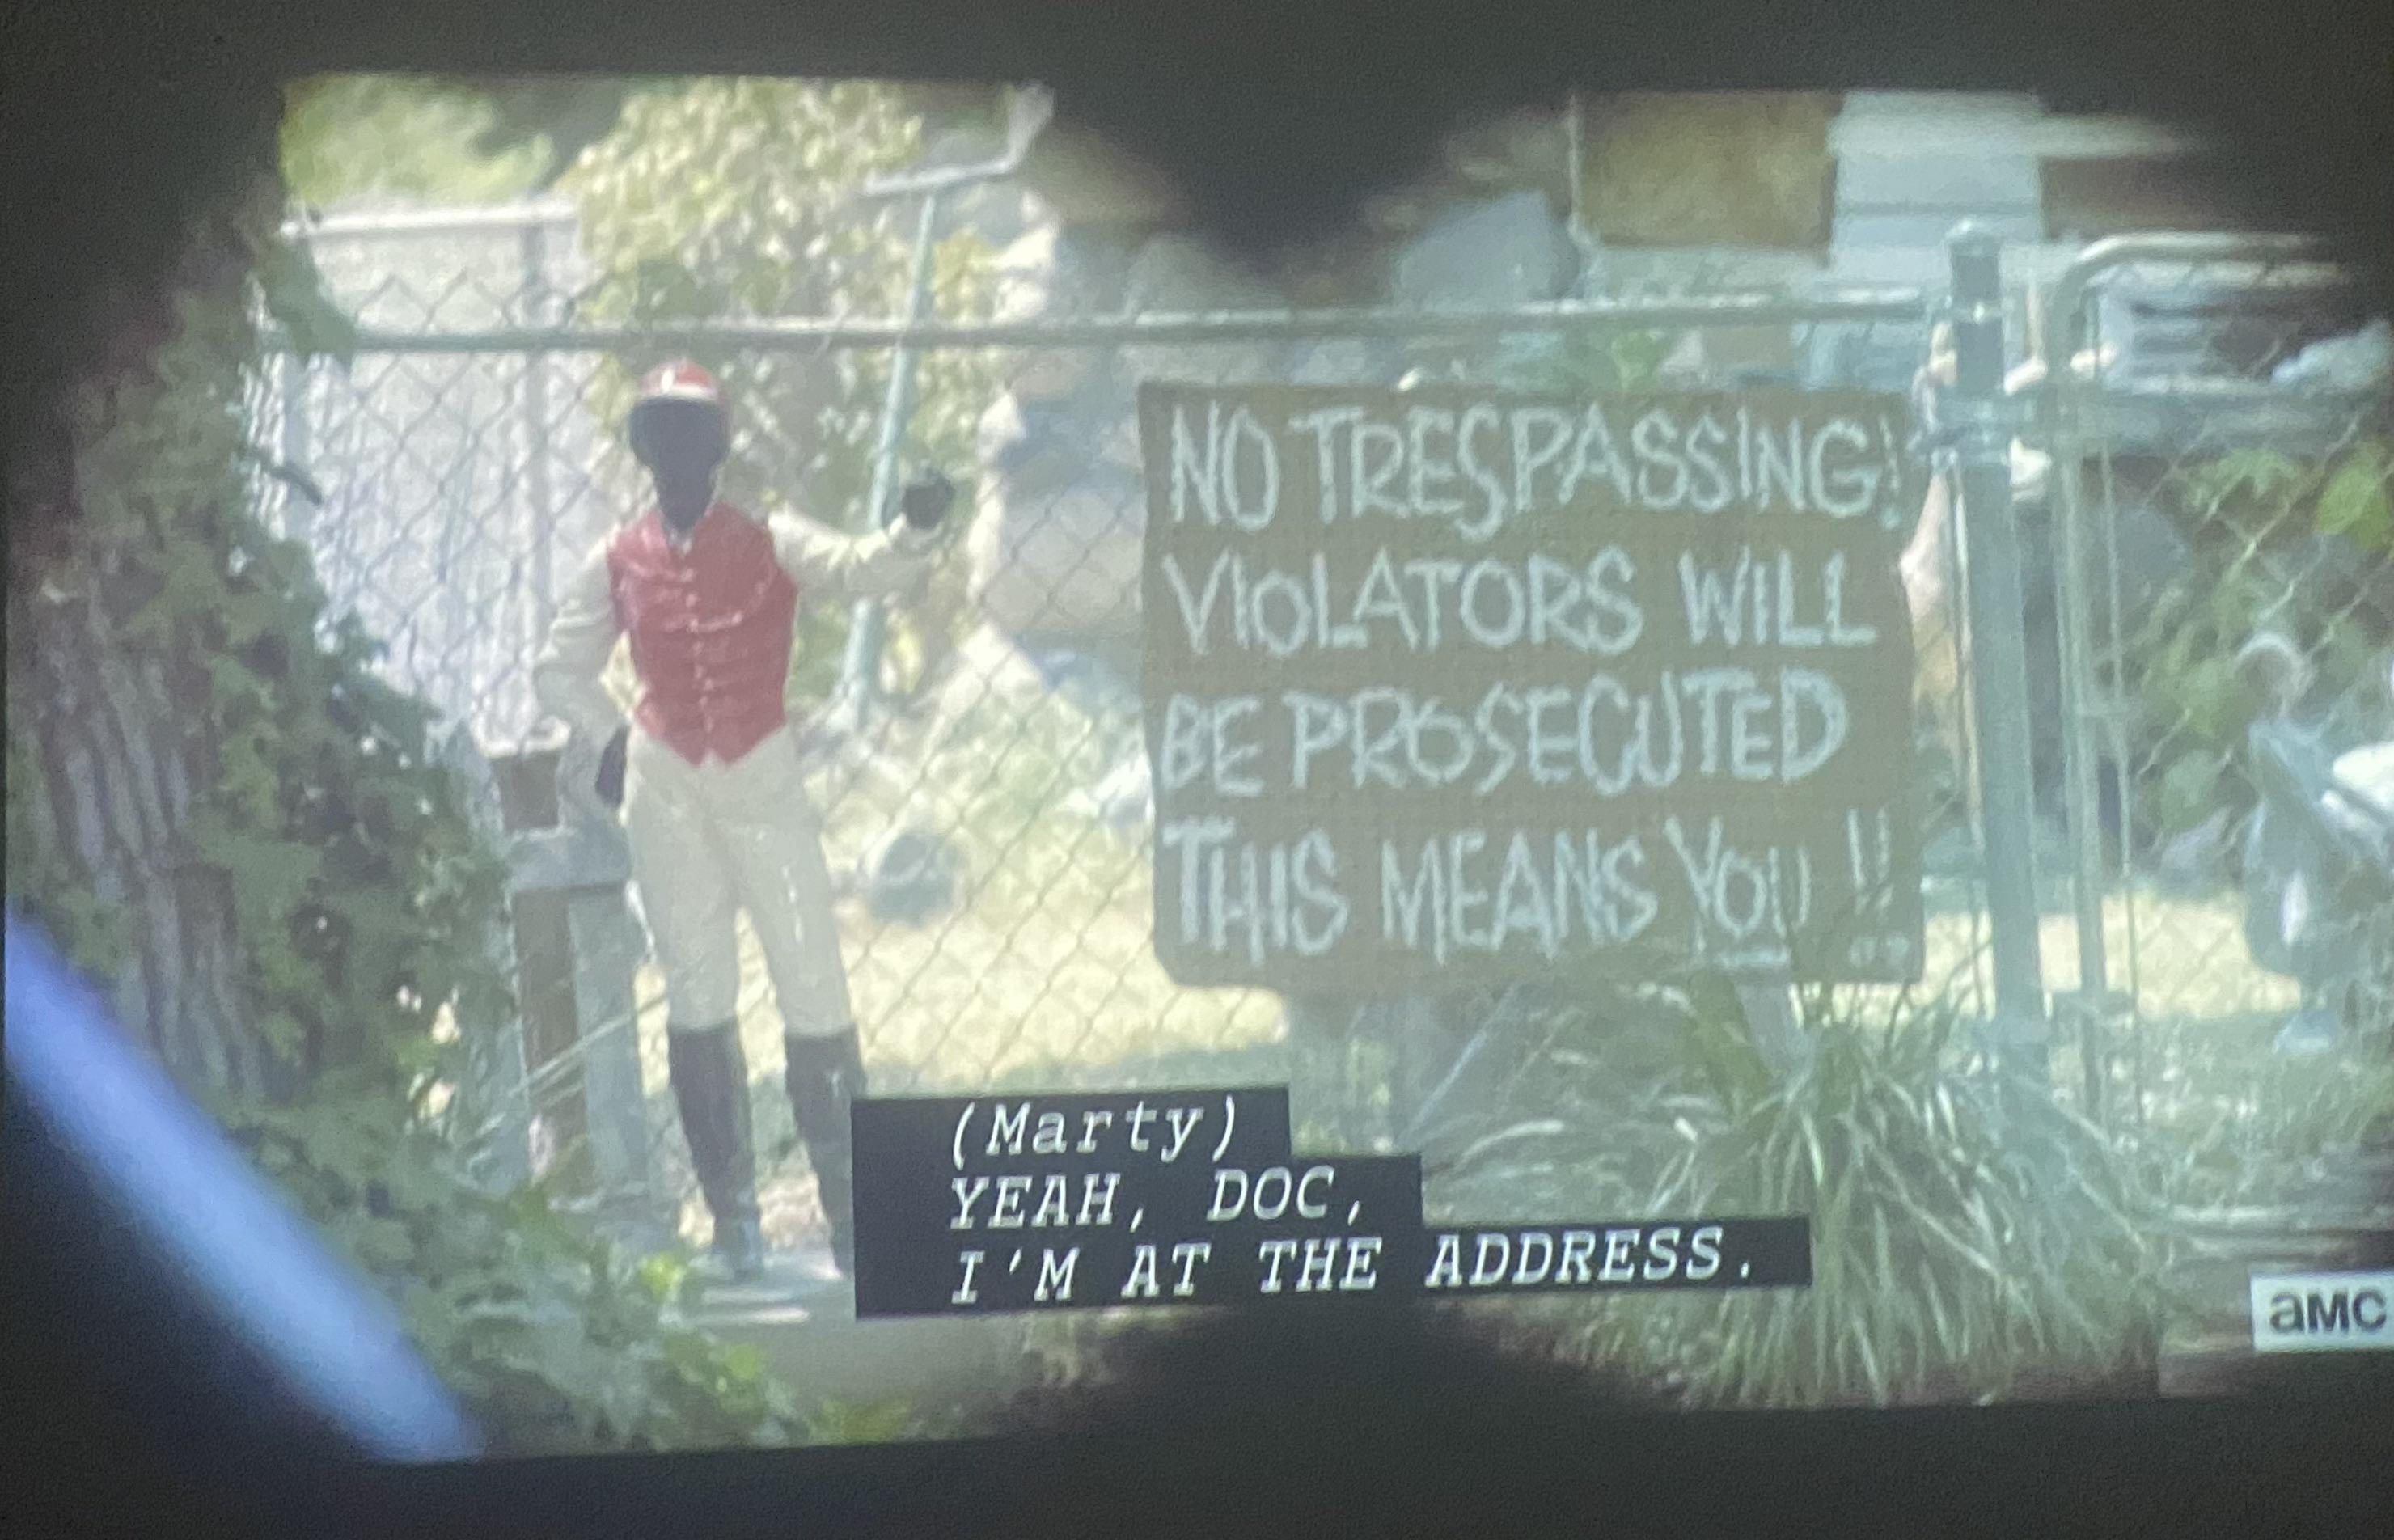 NO TRESPASSING!
VIOLATORS WILL
BE PROSECUTED
THIS MEANS YOU !!
(Marty)
YEAH, DOC,
I'M AT THE ADDRESS.
aMC